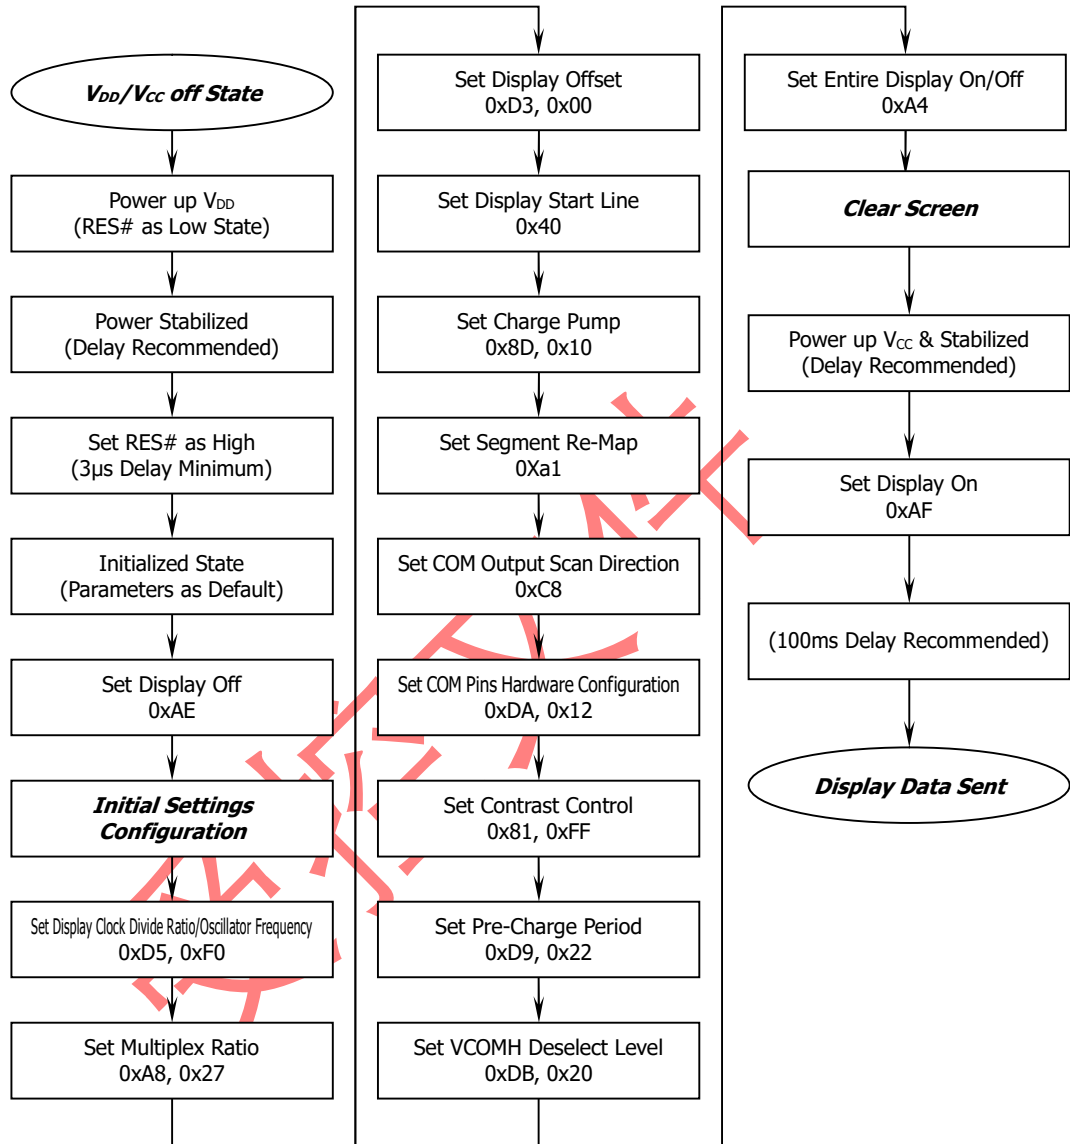 V_DD/V_CC off State
Power up V_DD
(RES# as Low State)
Power Stabilized
(Delay Recommended)
Set RES# as High
(3μs Delay Minimum)
Initialized State
(Parameters as Default)
Set Display Off
0xAE
Initial Settings
Configuration
Set Display Clock Divide Ratio/Oscillator Frequency
0xD5, 0xF0
Set Multiplex Ratio
0xA8, 0x27
Set Display Offset
0xD3, 0x00
Set Display Start Line
0x40
Set Charge Pump
0x8D, 0x10
Set Segment Re-Map
0Xa1
Set COM Output Scan Direction
0xC8
Set COM Pins Hardware Configuration
0xDA, 0x12
Set Contrast Control
0x81, 0xFF
Set Pre-Charge Period
0xD9, 0x22
Set VCOMH Deselect Level
0xDB, 0x20
Set Entire Display On/Off
0xA4
Clear Screen
Power up V_CC & Stabilized
(Delay Recommended)
Set Display On
0xAF
(100ms Delay Recommended)
Display Data Sent